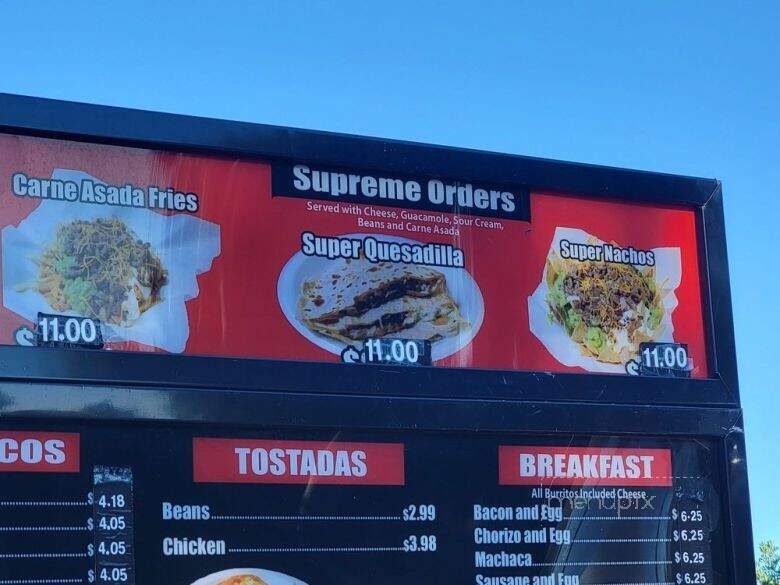 Supreme Orders
Served with Cheese, Guacamole, Sour Cream,
Beans and Carne Asada
Carne Asada Fries
$11.00
Super Quesadilla
$11.00
Super Nachos
$11.00
COS
$4.18
$4.05
$4.05
$4.05
TOSTADAS
Beans $2.99
Chicken $3.98
BREAKFAST
All Burritos Included Cheese
menupix
Bacon and Egg $6.25
Chorizo and Egg $6.25
Machaca $6.25
Sausage and Egg $6.25